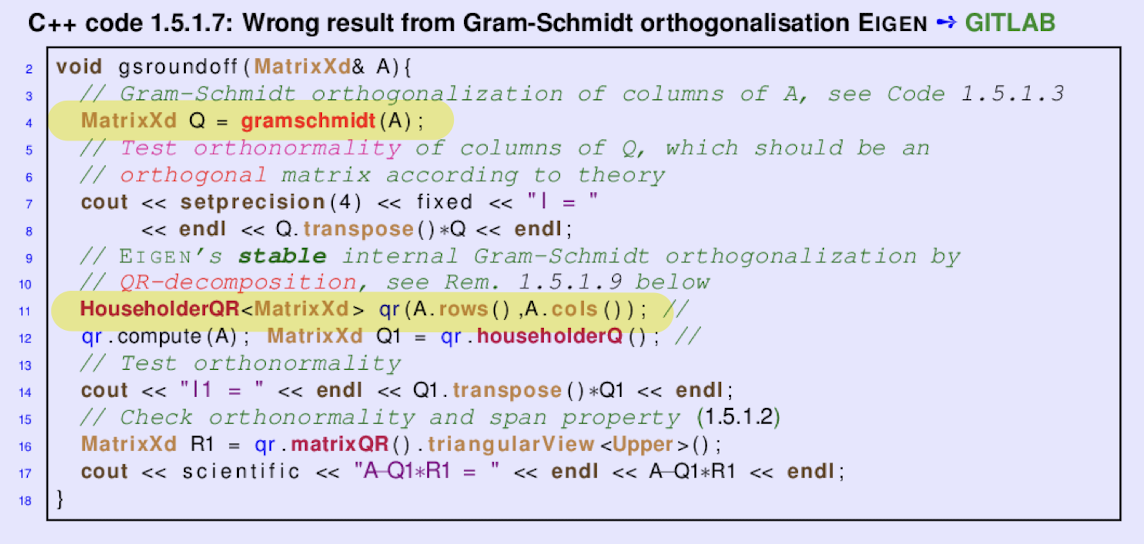 C++ code 1.5.1.7: Wrong result from Gram-Schmidt orthogonalisation EIGEN ➺ GITLAB
2 void gsroundoff(MatrixXd& A){
3 // Gram−Schmidt orthogonalization of columns of A, see Code 1.5.1.3
4 MatrixXd Q = gramschmidt(A);
5 // Test orthonormality of columns of Q, which should be an
6 // orthogonal matrix according to theory
7 cout << setprecision(4) << fixed << "I = "
8 << endl << Q.transpose()*Q << endl;
9 // EIGEN's stable internal Gram−Schmidt orthogonalization by
10 // QR−decomposition, see Rem. 1.5.1.9 below
11 HouseholderQR<MatrixXd> qr(A.rows(),A.cols()); //
12 qr.compute(A); MatrixXd Q1 = qr.householderQ(); //
13 // Test orthonormality
14 cout << "I1 = " << endl << Q1.transpose()*Q1 << endl;
15 // Check orthonormality and span property (1.5.1.2)
16 MatrixXd R1 = qr.matrixQR().triangularView<Upper>();
17 cout << scientific << "A−Q1*R1 = " << endl << A−Q1*R1 << endl;
18 }